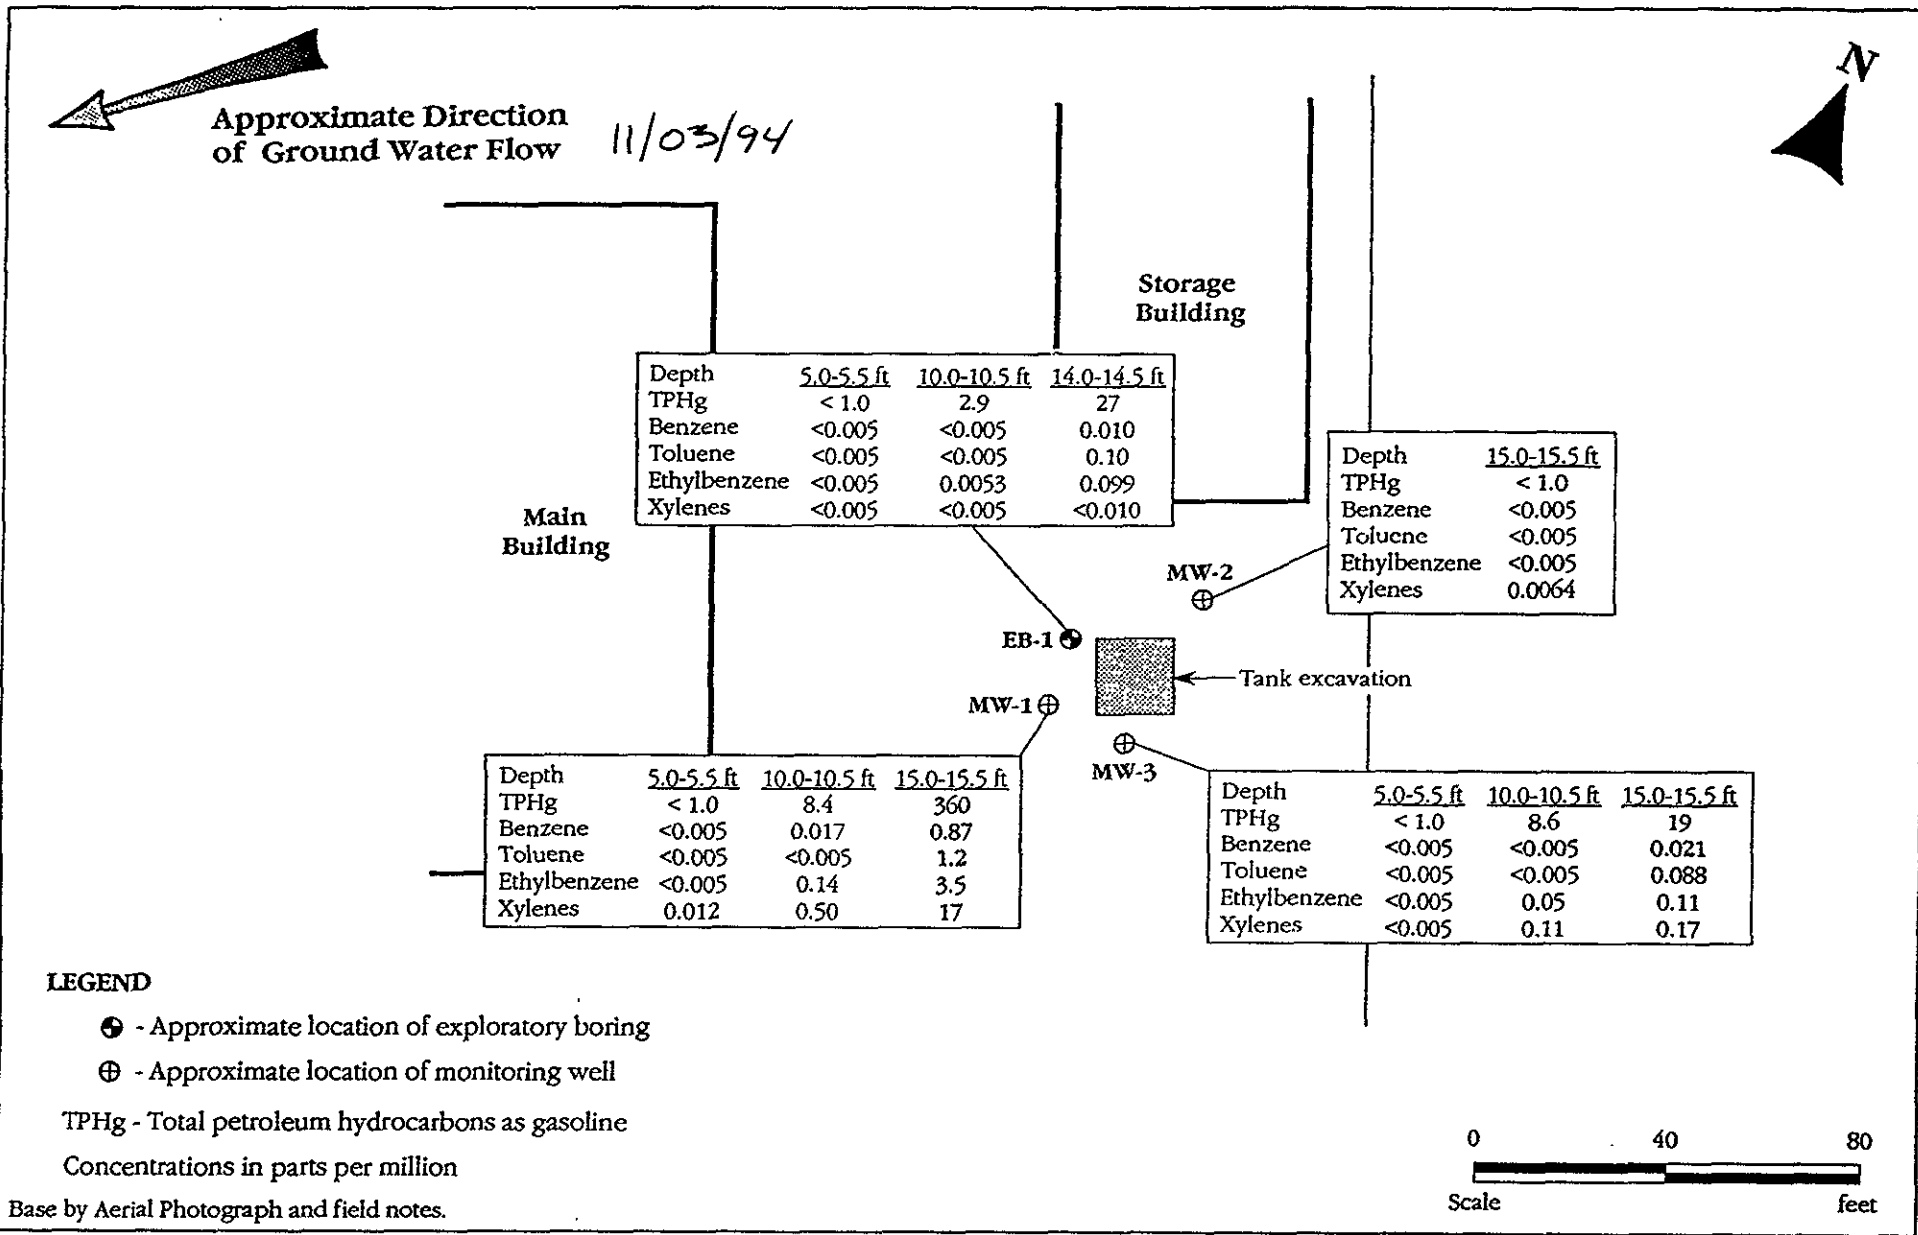 N
Approximate Direction
of Ground Water Flow 11/03/94
Storage
Building
Depth 5.0-5.5 ft 10.0-10.5 ft 14.0-14.5 ft
TPHg < 1.0 2.9 27
Benzene <0.005 <0.005 0.010
Toluene <0.005 <0.005 0.10
Ethylbenzene <0.005 0.0053 0.099
Xylenes <0.005 <0.005 <0.010
Depth 15.0-15.5 ft
TPHg < 1.0
Benzene <0.005
Toluene <0.005
Ethylbenzene <0.005
Xylenes 0.0064
Main
Building
MW-2
EB-1
Tank excavation
MW-1
MW-3
Depth 5.0-5.5 ft 10.0-10.5 ft 15.0-15.5 ft
TPHg < 1.0 8.4 360
Benzene <0.005 0.017 0.87
Toluene <0.005 <0.005 1.2
Ethylbenzene <0.005 0.14 3.5
Xylenes 0.012 0.50 17
Depth 5.0-5.5 ft 10.0-10.5 ft 15.0-15.5 ft
TPHg < 1.0 8.6 19
Benzene <0.005 <0.005 0.021
Toluene <0.005 <0.005 0.088
Ethylbenzene <0.005 0.05 0.11
Xylenes <0.005 0.11 0.17
LEGEND
- Approximate location of exploratory boring
- Approximate location of monitoring well
TPHg - Total petroleum hydrocarbons as gasoline
Concentrations in parts per million
Base by Aerial Photograph and field notes.
0 40 80
Scale feet